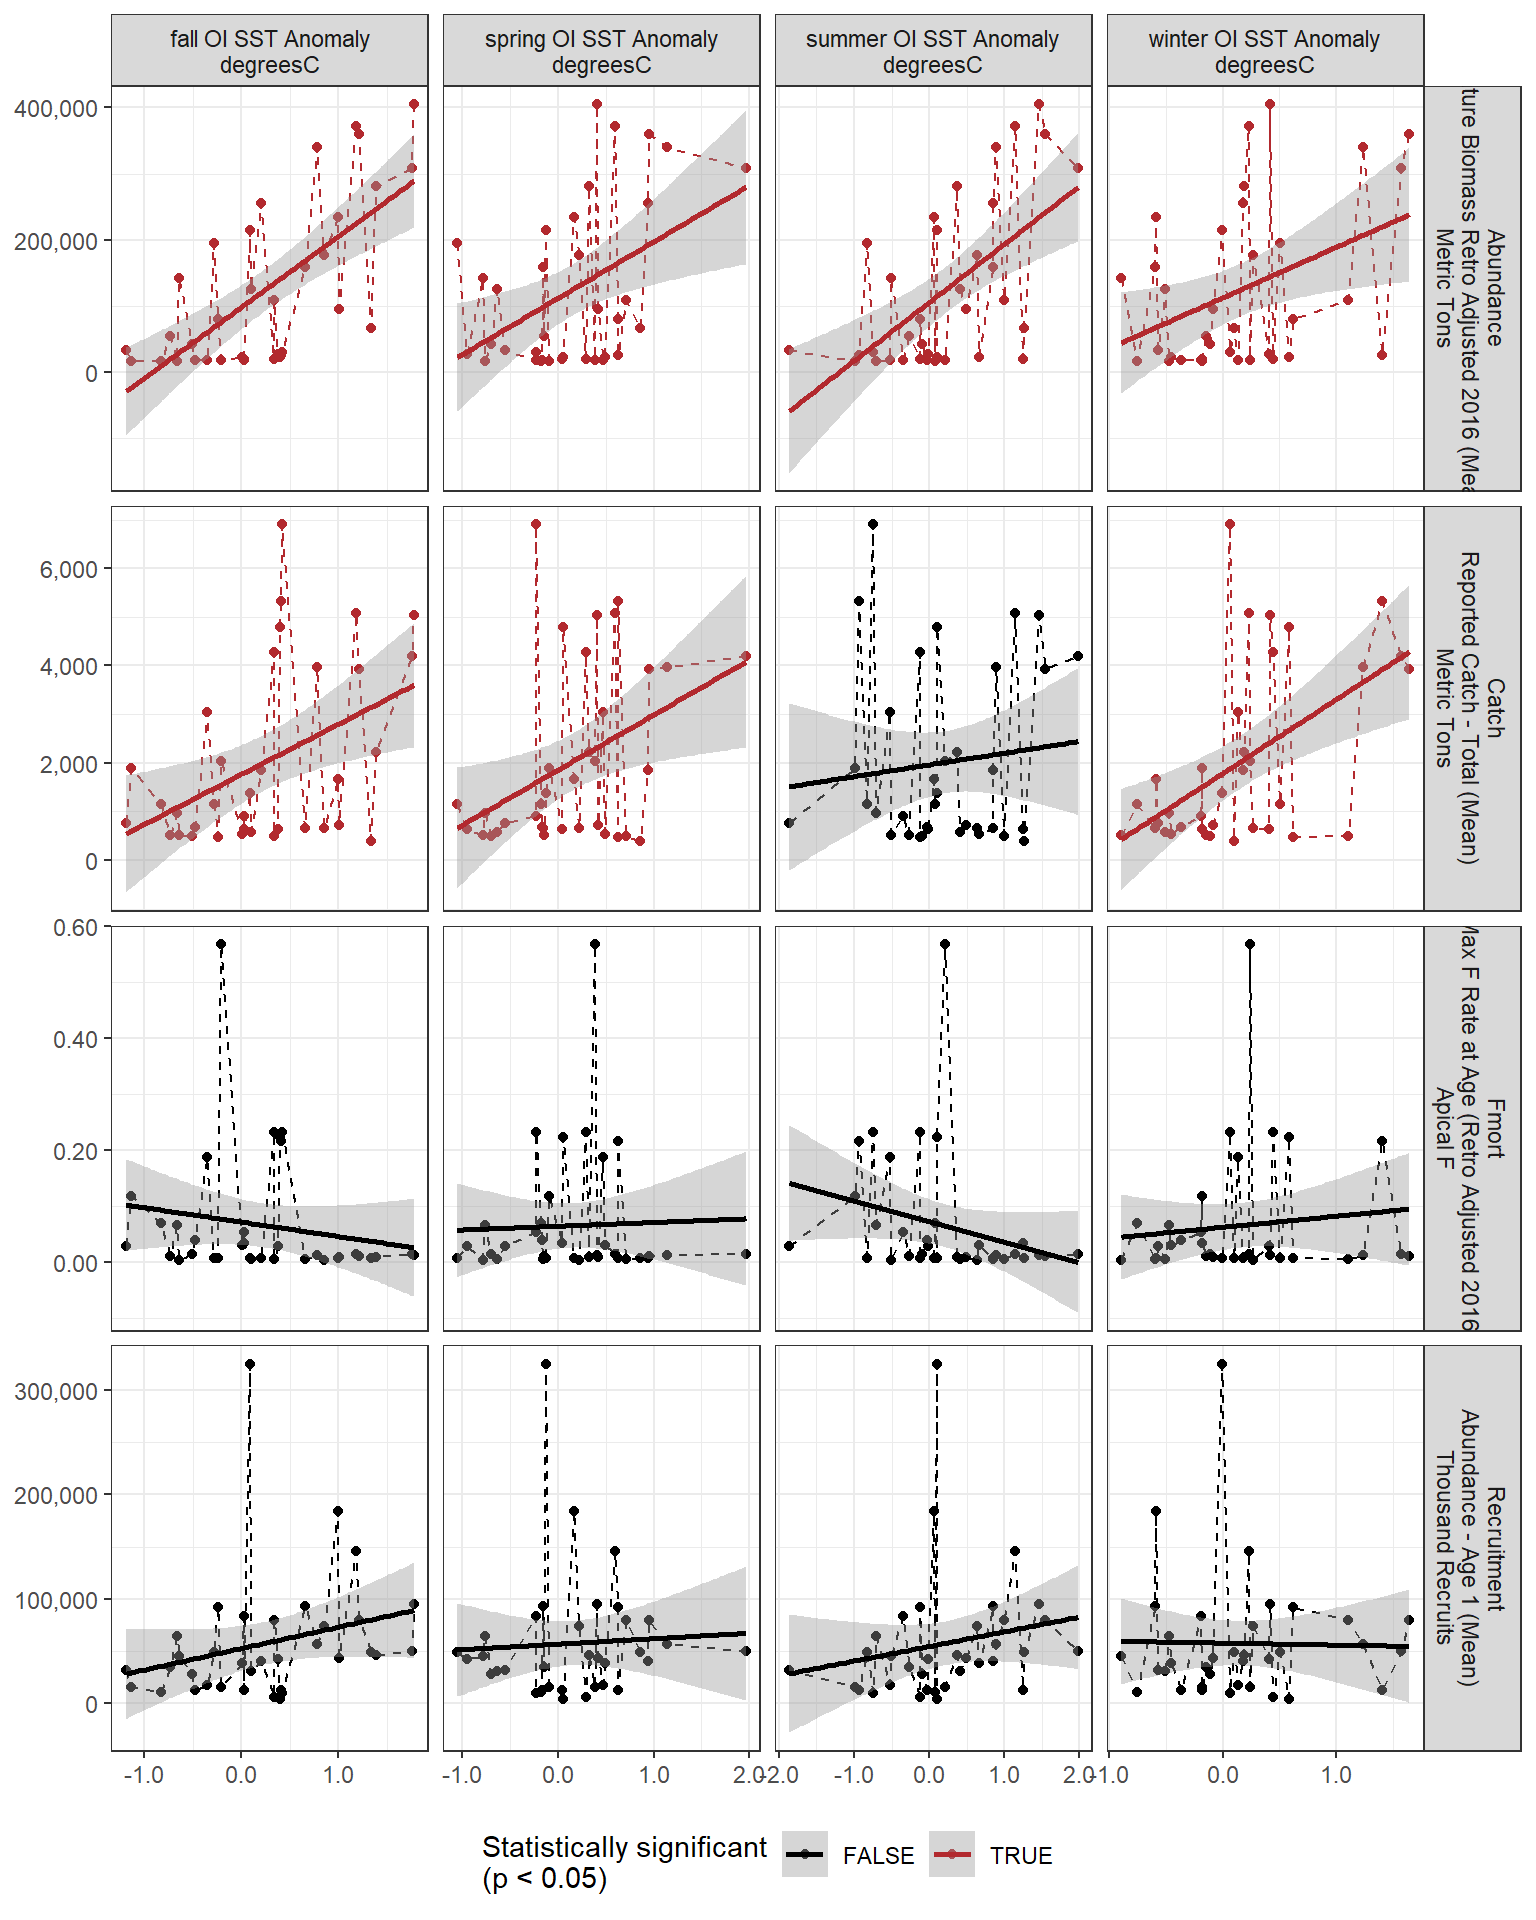 fall OI SST Anomaly
degreesC
spring OI SST Anomaly
degreesC
summer OI SST Anomaly
degreesC
winter OI SST Anomaly
degreesC
400,000
200,000
0
Abundance
Biomass Retro Adjusted 2016
Metric Tons
6,000
4,000
2,000
0
Catch
Reported Catch - Total (Mean)
Metric Tons
0.60
0.40
0.20
0.00
Fmort
F Rate at Age (Retro Adjusted 2016
Apical F
300,000
200,000
100,000
0
Recruitment
Abundance - Age 1 (Mean)
Thousand Recruits
-1.0 0.0 1.0
-1.0 0.0 1.0 2.0
-2.0 -1.0 0.0 1.0 2.0
-1.0 0.0 1.0
Statistically significant
(p < 0.05)
FALSE
TRUE